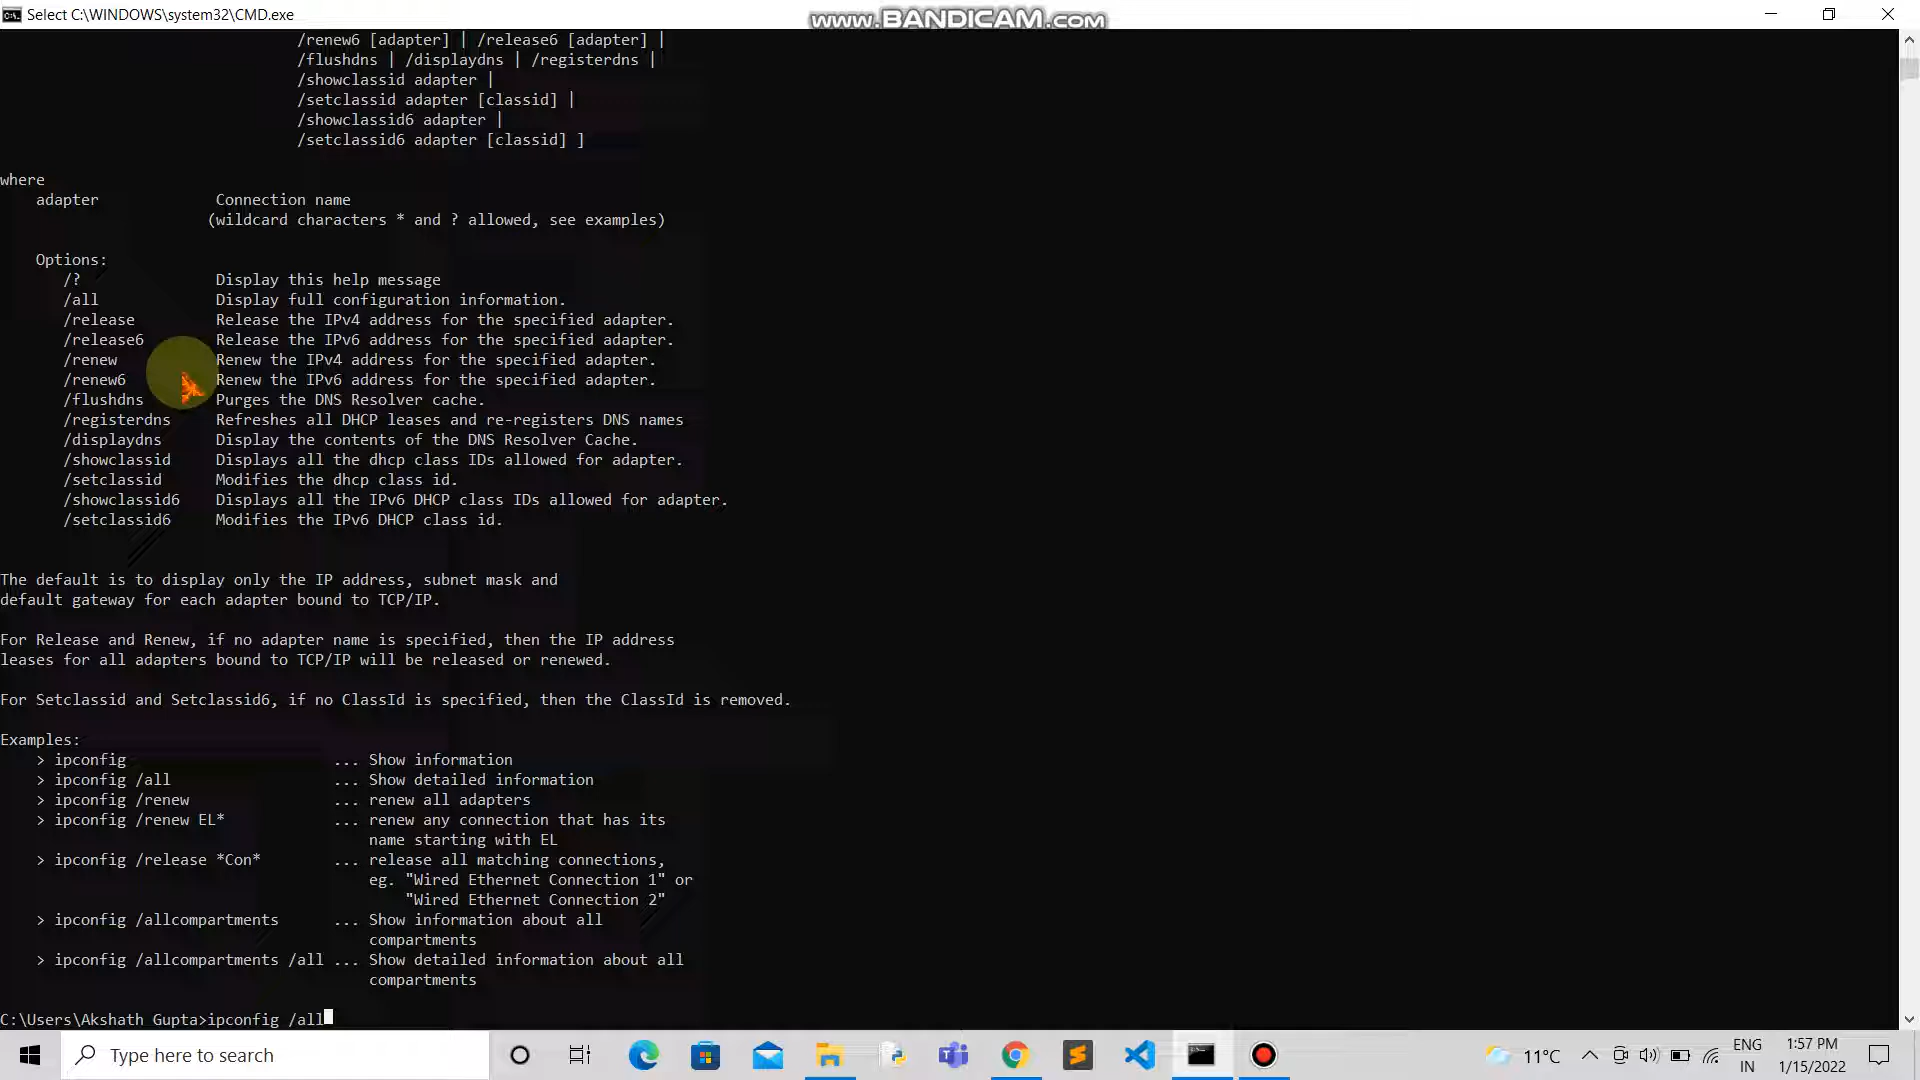 Select C:\WINDOWS\system32\CMD.exe
www.BANDICAM.com
/renew6 [adapter] | /release6 [adapter] |
/flushdns | /displaydns | /registerdns |
/showclassid adapter |
/setclassid adapter [classid] |
/showclassid6 adapter |
/setclassid6 adapter [classid] ]
where
adapter Connection name
(wildcard characters * and ? allowed, see examples)
Options:
/? Display this help message
/all Display full configuration information.
/release Release the IPv4 address for the specified adapter.
/release6 Release the IPv6 address for the specified adapter.
/renew Renew the IPv4 address for the specified adapter.
/renew6 Renew the IPv6 address for the specified adapter.
/flushdns Purges the DNS Resolver cache.
/registerdns Refreshes all DHCP leases and re-registers DNS names
/displaydns Display the contents of the DNS Resolver Cache.
/showclassid Displays all the dhcp class IDs allowed for adapter.
/setclassid Modifies the dhcp class id.
/showclassid6 Displays all the IPv6 DHCP class IDs allowed for adapter.
/setclassid6 Modifies the IPv6 DHCP class id.
The default is to display only the IP address, subnet mask and
default gateway for each adapter bound to TCP/IP.
For Release and Renew, if no adapter name is specified, then the IP address
leases for all adapters bound to TCP/IP will be released or renewed.
For Setclassid and Setclassid6, if no ClassId is specified, then the ClassId is removed.
Examples:
> ipconfig ... Show information
> ipconfig /all ... Show detailed information
> ipconfig /renew ... renew all adapters
> ipconfig /renew EL* ... renew any connection that has its
name starting with EL
> ipconfig /release *Con* ... release all matching connections,
eg. "Wired Ethernet Connection 1" or
"Wired Ethernet Connection 2"
> ipconfig /allcompartments ... Show information about all
compartments
> ipconfig /allcompartments /all ... Show detailed information about all
compartments
C:\Users\Akshath Gupta>ipconfig /all
Type here to search
11°C
ENG
IN
1:57 PM
1/15/2022